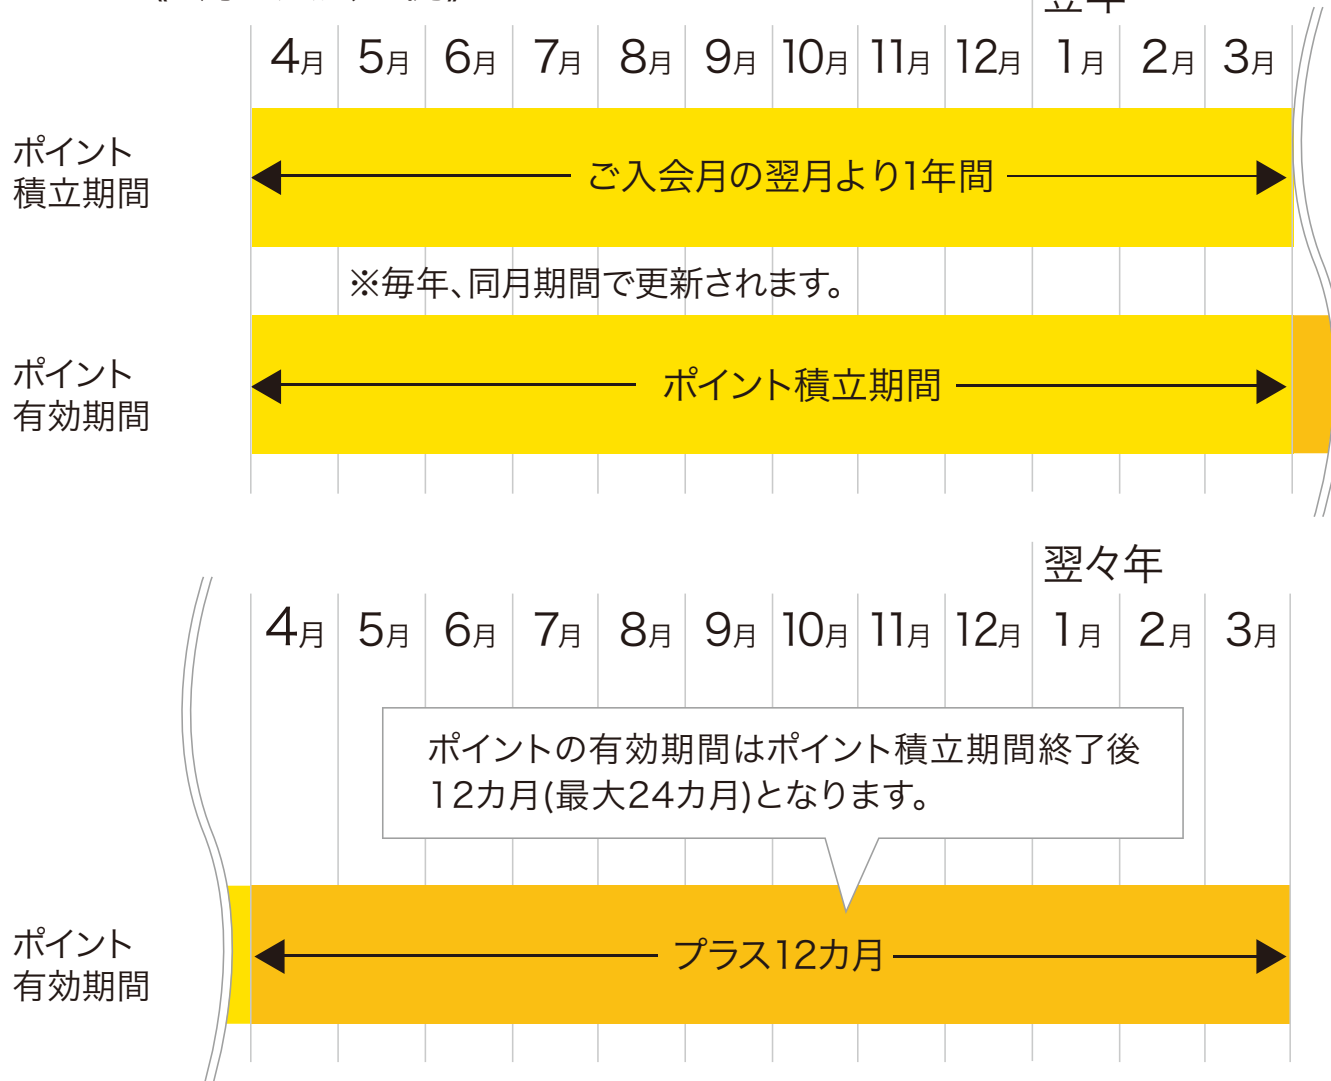 4月 5月 6月 7月 8月 9月 10月 11月 12月 1月 2月 3月
ポイント
積立期間
ご入会月の翌月より1年間
※毎年、同月期間で更新されます。
ポイント
有効期間
ポイント積立期間
翌々年
4月 5月 6月 7月 8月 9月 10月 11月 12月 1月 2月 3月
ポイントの有効期間はポイント積立期間終了後
12カ月(最大24カ月)となります。
ポイント
有効期間
プラス12カ月